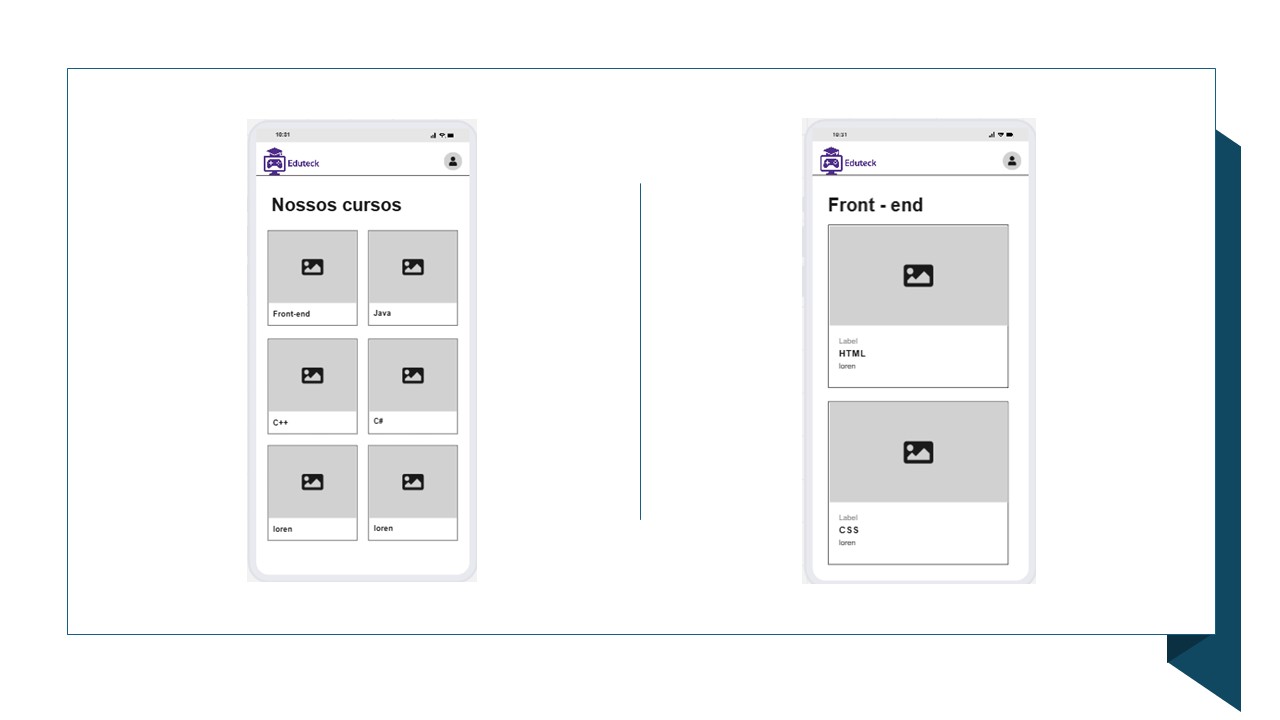 10:31
Eduteck
Nossos cursos
Front-end
Java
C++
C#
loren
loren
10:31
Eduteck
Front - end
Label
HTML
loren
Label
CSS
loren